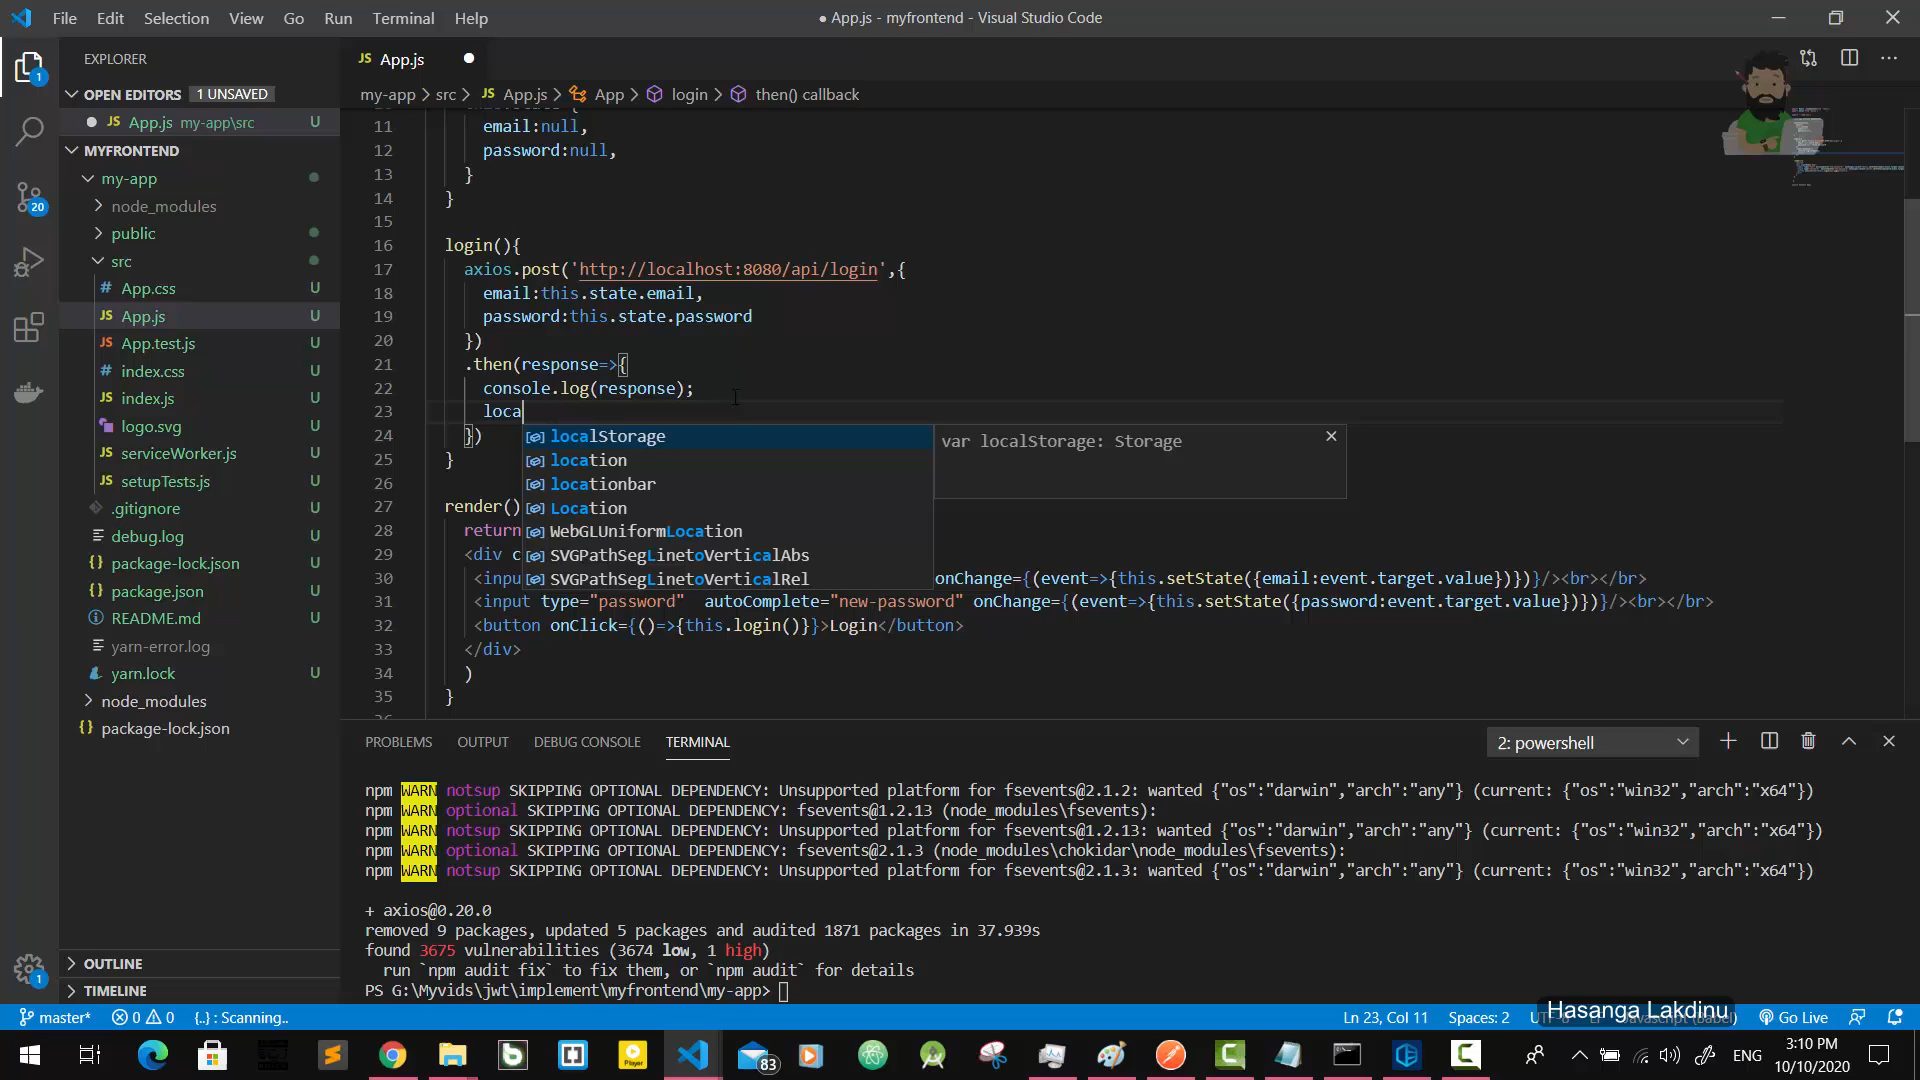 File Edit Selection View Go Run Terminal Help
● App.js - myfrontend - Visual Studio Code
EXPLORER
OPEN EDITORS 1 UNSAVED
JS App.js my-app\src U
MYFRONTEND
my-app
node_modules
public
src
# App.css U
JS App.js U
JS App.test.js U
# index.css U
JS index.js U
logo.svg U
JS serviceWorker.js U
JS setupTests.js U
.gitignore U
debug.log U
{} package-lock.json U
{} package.json U
README.md U
yarn-error.log
yarn.lock U
node_modules
{} package-lock.json
OUTLINE
TIMELINE
1
20
1
JS App.js
my-app > src > JS App.js > App > login > then() callback
11 email:null,
12 password:null,
13 }
14 }
15
16 login(){
17 axios.post('http://localhost:8080/api/login',{
18 email:this.state.email,
19 password:this.state.password
20 })
21 .then(response=>{
22 console.log(response);
23 loca
24 })
25 }
26
27 render()
28 return
29 <div c
30 <inpu onChange={(event=>{this.setState({email:event.target.value})})}/><br></br>
31 <input type="password" autoComplete="new-password" onChange={(event=>{this.setState({password:event.target.value})})}/><br></br>
32 <button onClick={()=>{this.login()}}>Login</button>
33 </div>
34 )
35 }
localStorage
location
locationbar
Location
WebGLUniformLocation
SVGPathSegLinetoVerticalAbs
SVGPathSegLinetoVerticalRel
var localStorage: Storage
PROBLEMS OUTPUT DEBUG CONSOLE TERMINAL
2: powershell
npm WARN notsup SKIPPING OPTIONAL DEPENDENCY: Unsupported platform for fsevents@2.1.2: wanted {"os":"darwin","arch":"any"} (current: {"os":"win32","arch":"x64"})
npm WARN optional SKIPPING OPTIONAL DEPENDENCY: fsevents@1.2.13 (node_modules\fsevents):
npm WARN notsup SKIPPING OPTIONAL DEPENDENCY: Unsupported platform for fsevents@1.2.13: wanted {"os":"darwin","arch":"any"} (current: {"os":"win32","arch":"x64"})
npm WARN optional SKIPPING OPTIONAL DEPENDENCY: fsevents@2.1.3 (node_modules\chokidar\node_modules\fsevents):
npm WARN notsup SKIPPING OPTIONAL DEPENDENCY: Unsupported platform for fsevents@2.1.3: wanted {"os":"darwin","arch":"any"} (current: {"os":"win32","arch":"x64"})
+ axios@0.20.0
removed 9 packages, updated 5 packages and audited 1871 packages in 37.939s
found 3675 vulnerabilities (3674 low, 1 high)
run `npm audit fix` to fix them, or `npm audit` for details
PS G:\Myvids\jwt\implement\myfrontend\my-app>
master* 0 0 {..} : Scanning..
Ln 23, Col 11 Spaces: 2 Go Live
Hasanga Lakdinu
83
ENG
3:10 PM
10/10/2020